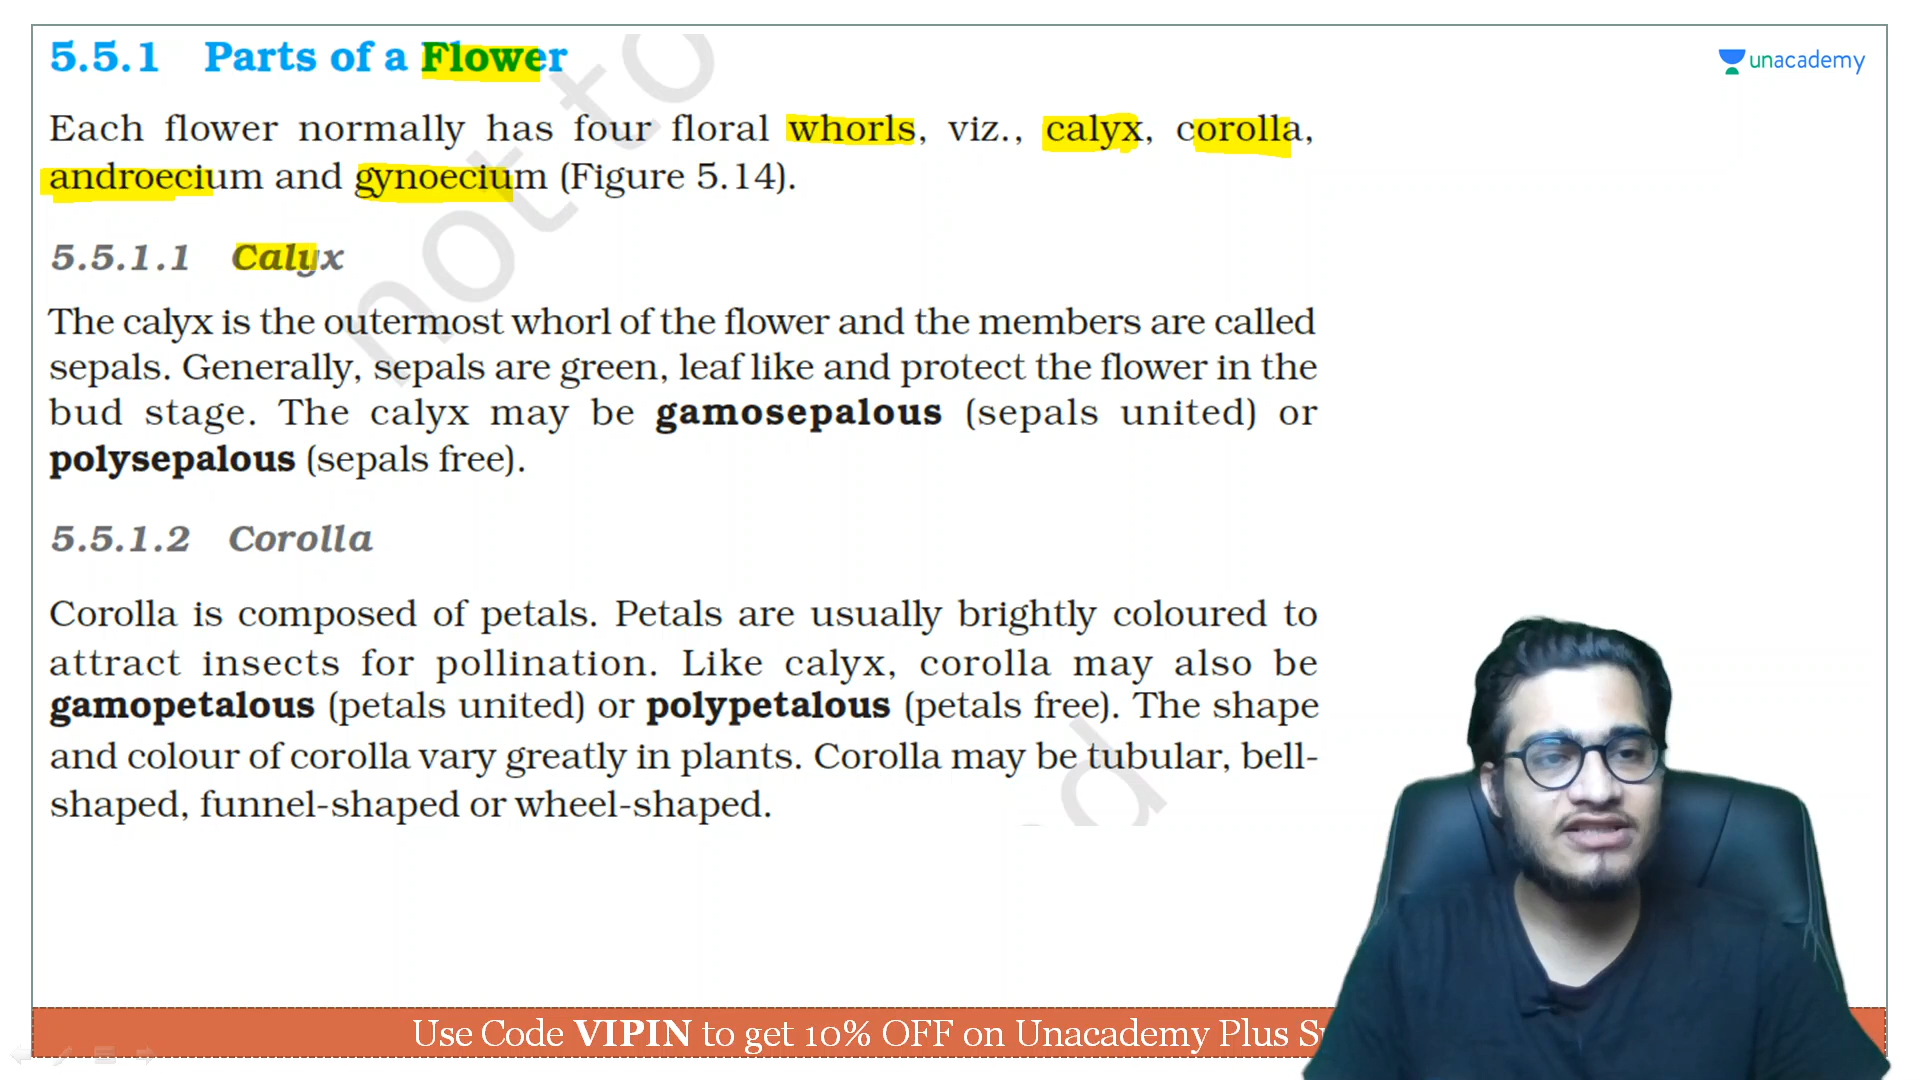 5.5.1 Parts of a Flower
unacademy
Each flower normally has four floral whorls, viz., calyx, corolla,
androecium and gynoecium (Figure 5.14).
5.5.1.1 Calyx
The calyx is the outermost whorl of the flower and the members are called
sepals. Generally, sepals are green, leaf like and protect the flower in the
bud stage. The calyx may be gamosepalous (sepals united) or
polysepalous (sepals free).
5.5.1.2 Corolla
Corolla is composed of petals. Petals are usually brightly coloured to
attract insects for pollination. Like calyx, corolla may also be
gamopetalous (petals united) or polypetalous (petals free). The shape
and colour of corolla vary greatly in plants. Corolla may be tubular, bell-
shaped, funnel-shaped or wheel-shaped.
not to
Use Code VIPIN to get 10% OFF on Unacademy Plus